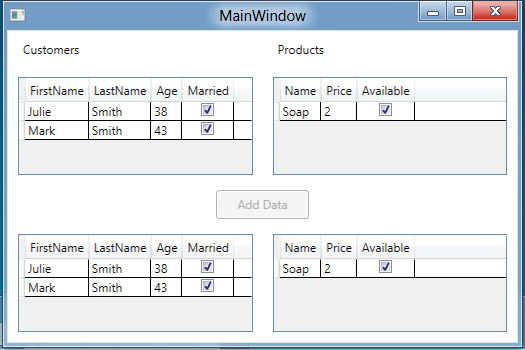 MainWindow
Customers
Products
FirstName LastName Age Married
Julie Smith 38
Mark Smith 43
Name Price Available
Soap 2
Add Data
FirstName LastName Age Married
Julie Smith 38
Mark Smith 43
Name Price Available
Soap 2